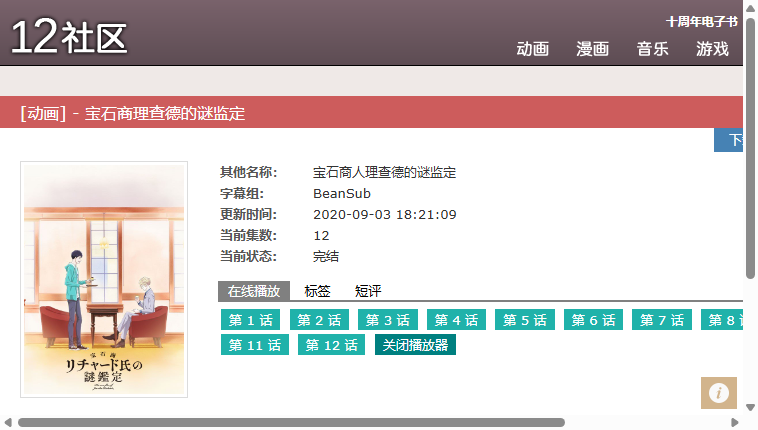 12社区
十周年电子书
动画 漫画 音乐 游戏
[动画] - 宝石商理查德的谜监定
下
其他名称: 宝石商人理查德的谜监定
字幕组: BeanSub
更新时间: 2020-09-03 18:21:09
当前集数: 12
当前状态: 完结
在线播放 标签 短评
第 1 话 第 2 话 第 3 话 第 4 话 第 5 话 第 6 话 第 7 话 第 8
第 11 话 第 12 话 关闭播放器
宝石商
リチャード氏の
謎鑑定
i